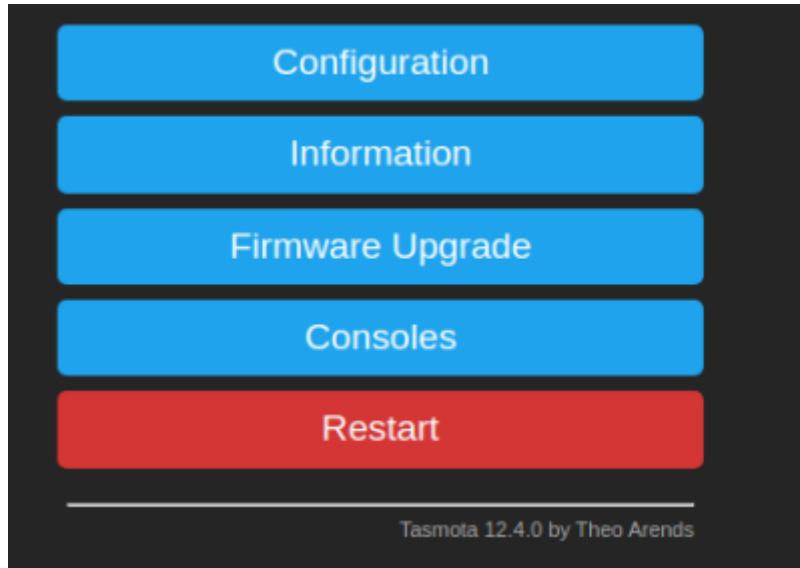 Configuration
Information
Firmware Upgrade
Consoles
Restart
Tasmota 12.4.0 by Theo Arends